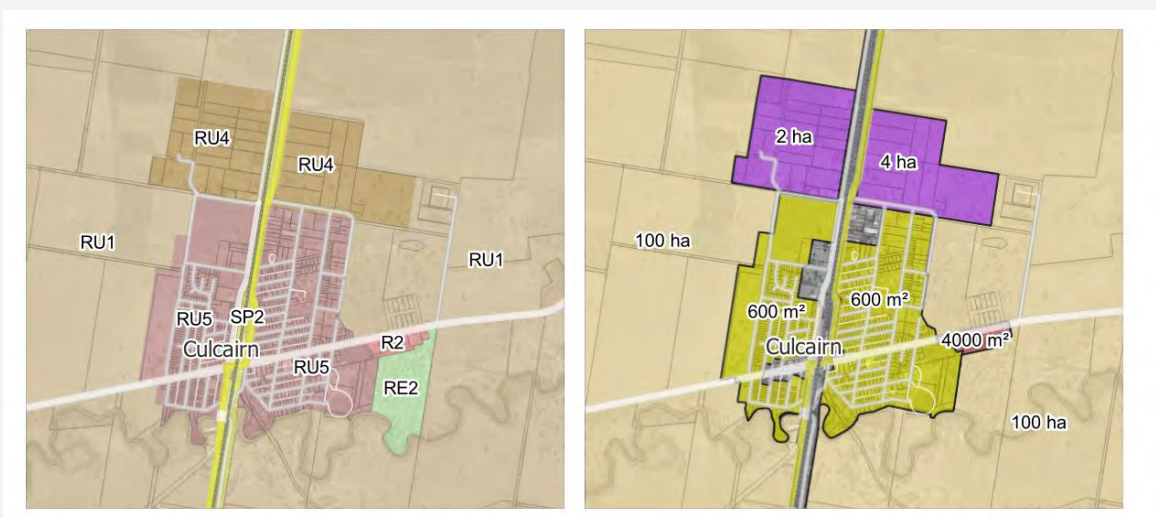 RU4
RU4
RU1
RU1
RU5
SP2
R2
Culcairn
RU5
RE2
2 ha
4 ha
100 ha
600 m²
600 m²
4000 m²
Culcairn
100 ha